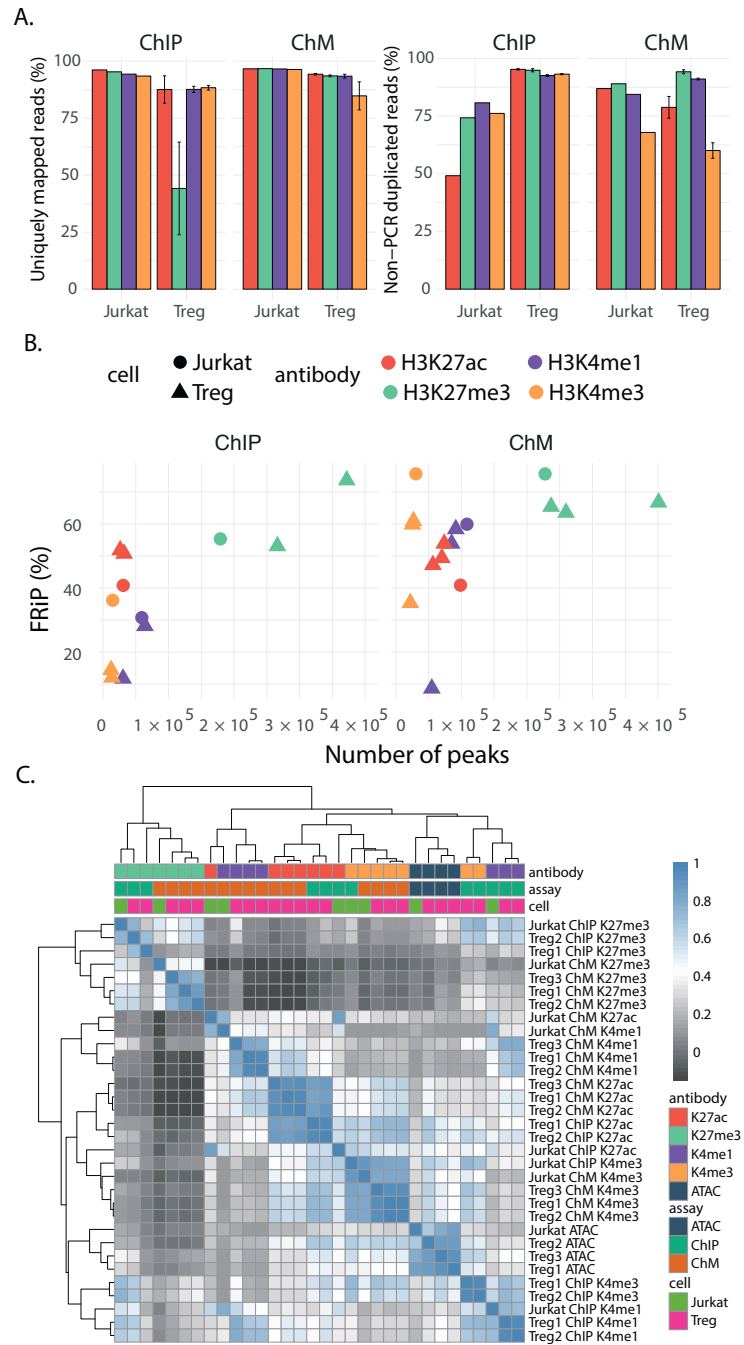 A.
ChIP ChM ChIP ChM
Uniquely mapped reads (%)
100
75
50
25
0
Jurkat Treg Jurkat Treg
Non−PCR duplicated reads (%)
100
75
50
25
0
Jurkat Treg Jurkat Treg
B.
cell Jurkat antibody H3K27ac H3K4me1
Treg H3K27me3 H3K4me3
ChIP ChM
FRiP (%)
60
40
20
0 1 × 10 5 2 × 10 5 3 × 10 5 4 × 10 5 0 1 × 10 5 2 × 10 5 3 × 10 5 4 × 10 5
Number of peaks
C.
antibody
assay
cell
Jurkat ChIP K27me3
Treg2 ChIP K27me3
Treg1 ChIP K27me3
Jurkat ChM K27me3
Treg3 ChM K27me3
Treg1 ChM K27me3
Treg2 ChM K27me3
Jurkat ChM K27ac
Jurkat ChM K4me1
Treg3 ChM K4me1
Treg1 ChM K4me1
Treg2 ChM K4me1
Treg3 ChM K27ac
Treg1 ChM K27ac
Treg2 ChM K27ac
Treg1 ChIP K27ac
Treg2 ChIP K27ac
Jurkat ChIP K27ac
Jurkat ChIP K4me3
Jurkat ChM K4me3
Treg3 ChM K4me3
Treg1 ChM K4me3
Treg2 ChM K4me3
Jurkat ATAC
Treg2 ATAC
Treg3 ATAC
Treg1 ATAC
Treg1 ChIP K4me3
Treg2 ChIP K4me3
Jurkat ChIP K4me1
Treg1 ChIP K4me1
Treg2 ChIP K4me1
1
0.8
0.6
0.4
0.2
0
antibody
K27ac
K27me3
K4me1
K4me3
ATAC
assay
ATAC
ChIP
ChM
cell
Jurkat
Treg